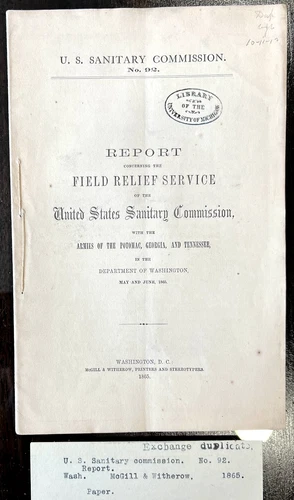 U. S. SANITARY COMMISSION.
No. 92.
LIBRARY
OF THE
UNIVERSITY OF MICHIGAN
REPORT
CONCERNING THE
FIELD RELIEF SERVICE
OF THE
United States Sanitary Commission,
WITH THE
ARMIES OF THE POTOMAC, GEORGIA, AND TENNESSEE,
IN THE
DEPARTMENT OF WASHINGTON,
MAY AND JUNE, 1865.
WASHINGTON, D. C.
McGILL & WITHEROW, PRINTERS AND STEREOTYPERS.
1865.
Exchange duplicate,
U. S. Sanitary commission. No. 92.
Report.
Wash. McGill & Witherow, 1865.
Paper.